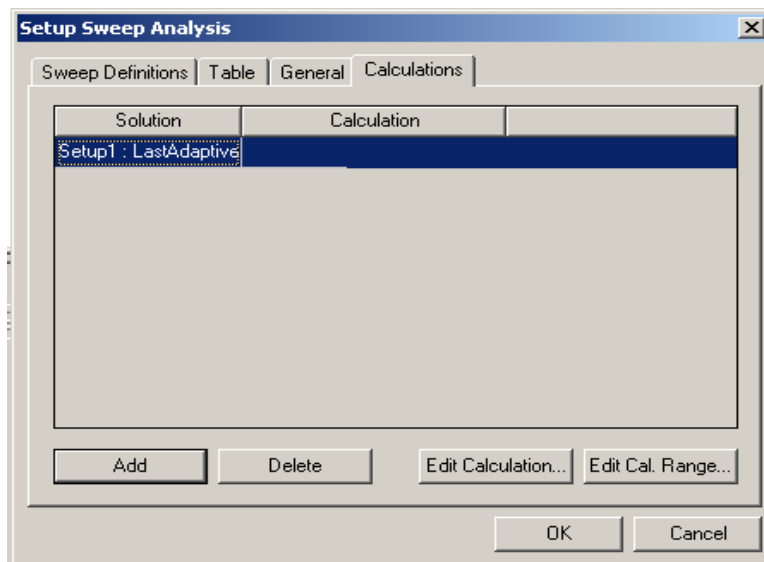 Setup Sweep Analysis
Sweep Definitions Table General Calculations
Solution Calculation
Setup1 : LastAdaptive
Add Delete Edit Calculation... Edit Cal. Range...
OK Cancel